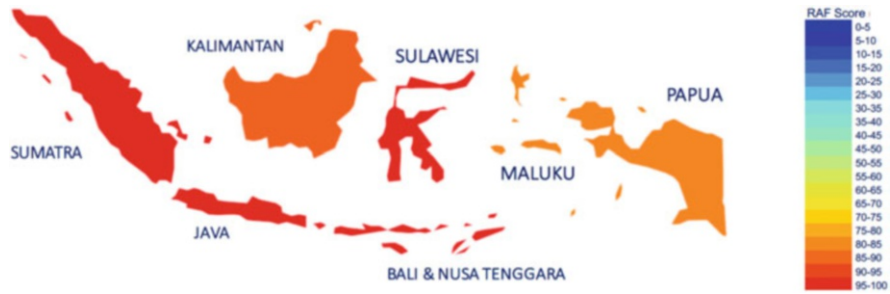 KALIMANTAN
SULAWESI
PAPUA
SUMATRA
MALUKU
JAVA
BALI & NUSA TENGGARA
RAF Score
0-5
5-10
10-15
15-20
20-25
25-30
30-35
35-40
40-45
45-50
50-55
55-60
60-65
65-70
70-75
75-80
80-85
85-90
90-95
95-100